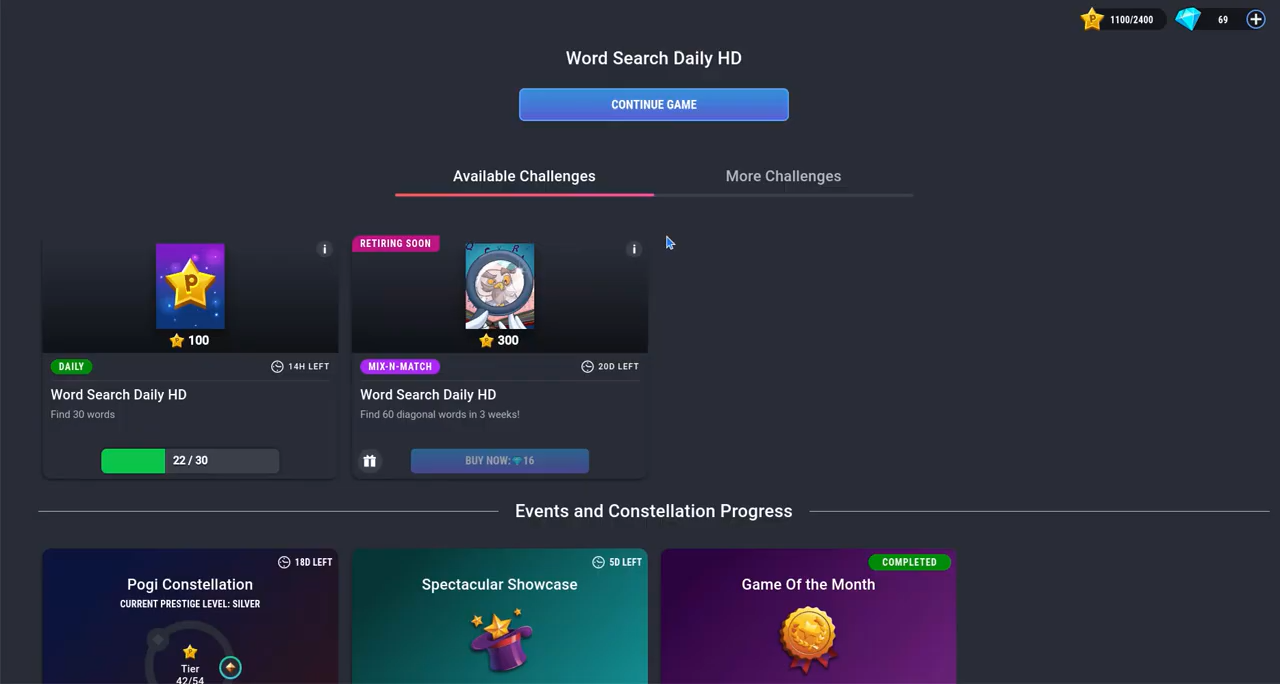 1100/2400
69
Word Search Daily HD
CONTINUE GAME
Available Challenges
More Challenges
RETIRING SOON
P
100
300
DAILY
14H LEFT
MIX-N-MATCH
20D LEFT
Word Search Daily HD
Word Search Daily HD
Find 30 words
Find 60 diagonal words in 3 weeks!
22 / 30
BUY NOW: 16
Events and Constellation Progress
18D LEFT
5D LEFT
COMPLETED
Pogi Constellation
Spectacular Showcase
Game Of the Month
CURRENT PRESTIGE LEVEL: SILVER
Tier
42/54